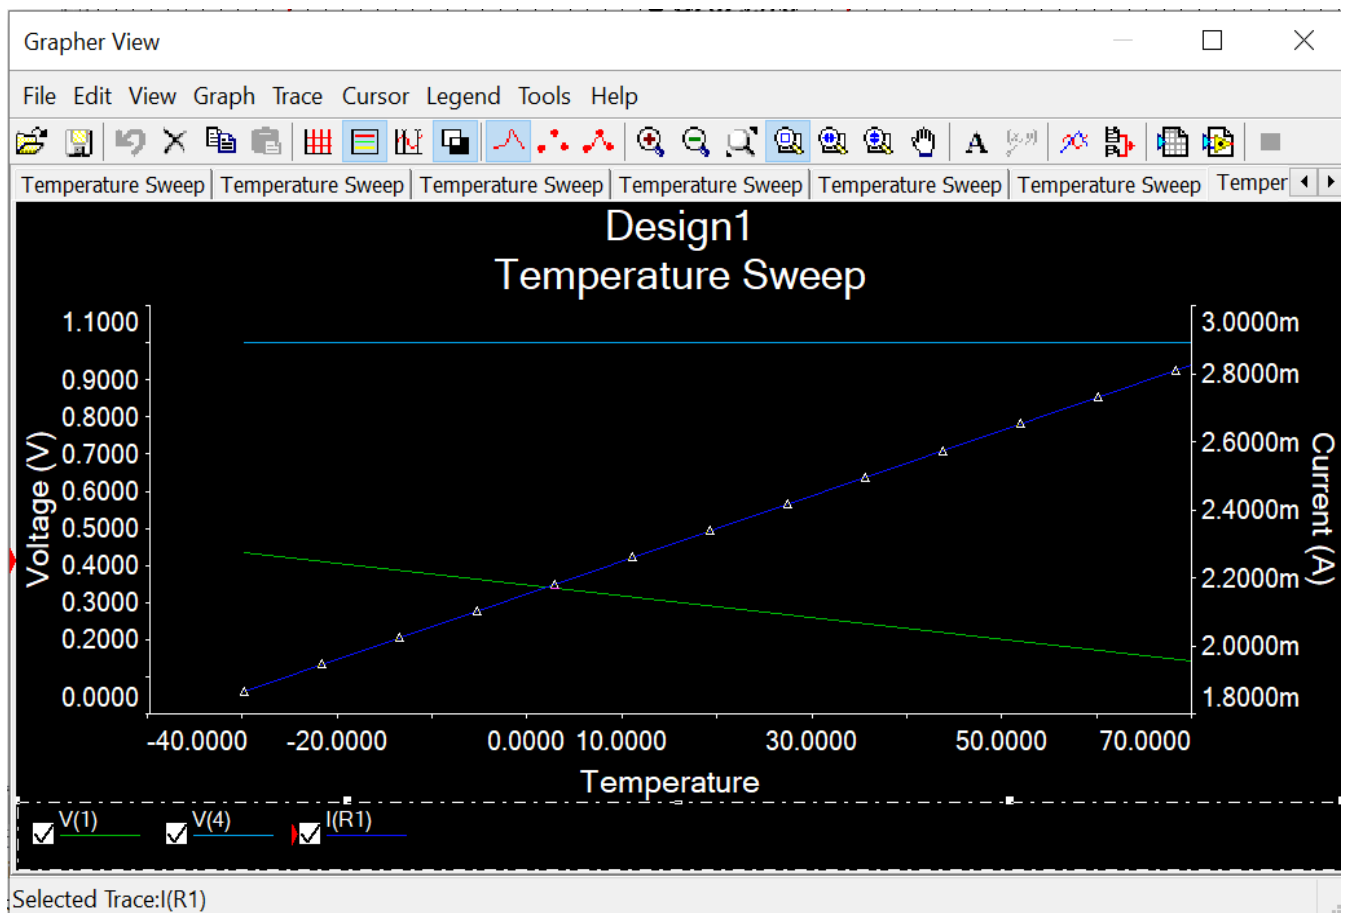 Grapher View
File Edit View Graph Trace Cursor Legend Tools Help
A
Temperature Sweep Temperature Sweep Temperature Sweep Temperature Sweep Temperature Sweep Temperature Sweep Temper
Design1
Temperature Sweep
Voltage (V)
1.1000
0.9000
0.8000
0.7000
0.6000
0.5000
0.4000
0.3000
0.2000
0.0000
3.0000m
2.8000m
2.6000m
2.4000m
2.2000m
2.0000m
1.8000m
Current (A)
-40.0000 -20.0000 0.0000 10.0000 30.0000 50.0000 70.0000
Temperature
V(1) V(4) I(R1)
Selected Trace:I(R1)